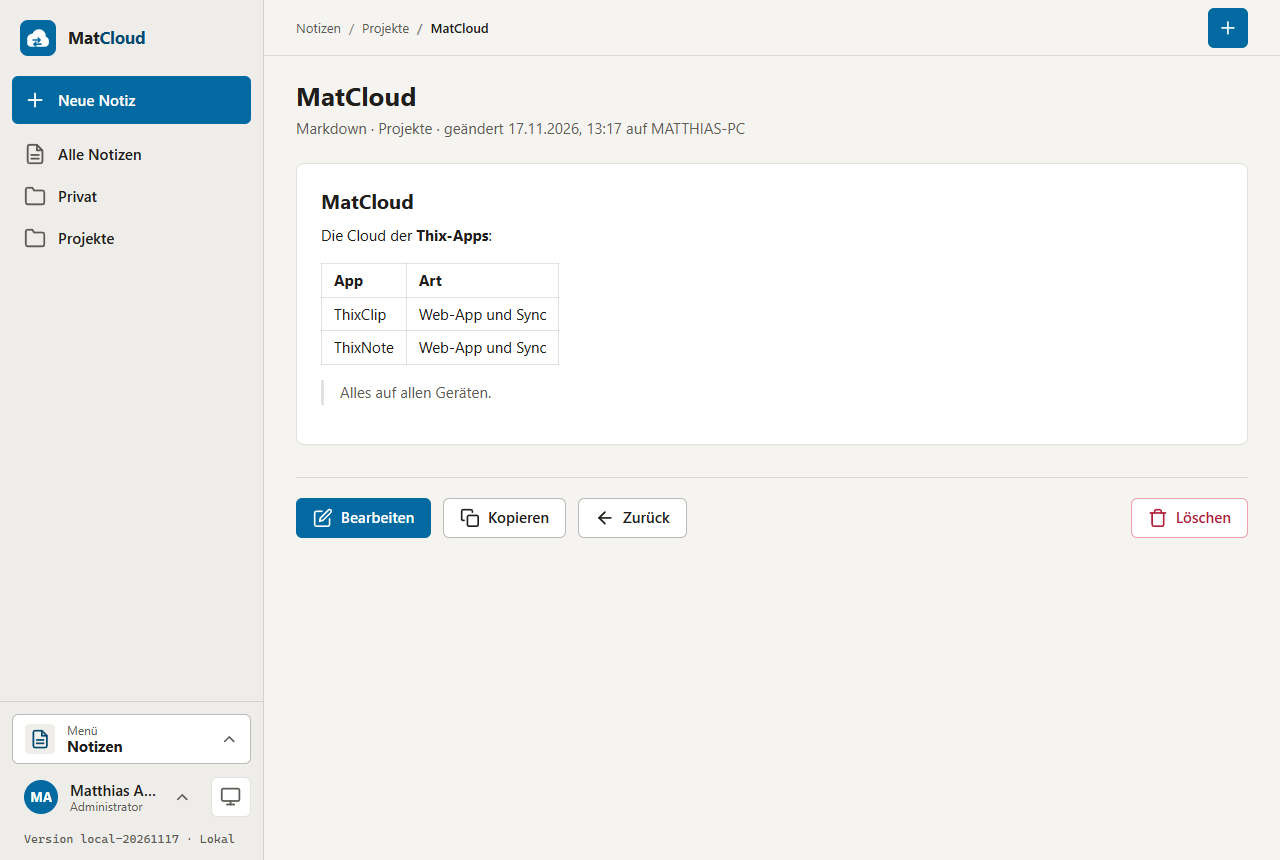 MatCloud
Neue Notiz
Alle Notizen
Privat
Projekte
Menü
Notizen
MA
Matthias A...
Administrator
Version local-20261117 · Lokal
Notizen / Projekte / MatCloud
MatCloud
Markdown · Projekte · geändert 17.11.2026, 13:17 auf MATTHIAS-PC
MatCloud
Die Cloud der Thix-Apps:
App Art
ThixClip Web-App und Sync
ThixNote Web-App und Sync
Alles auf allen Geräten.
Bearbeiten Kopieren Zurück Löschen